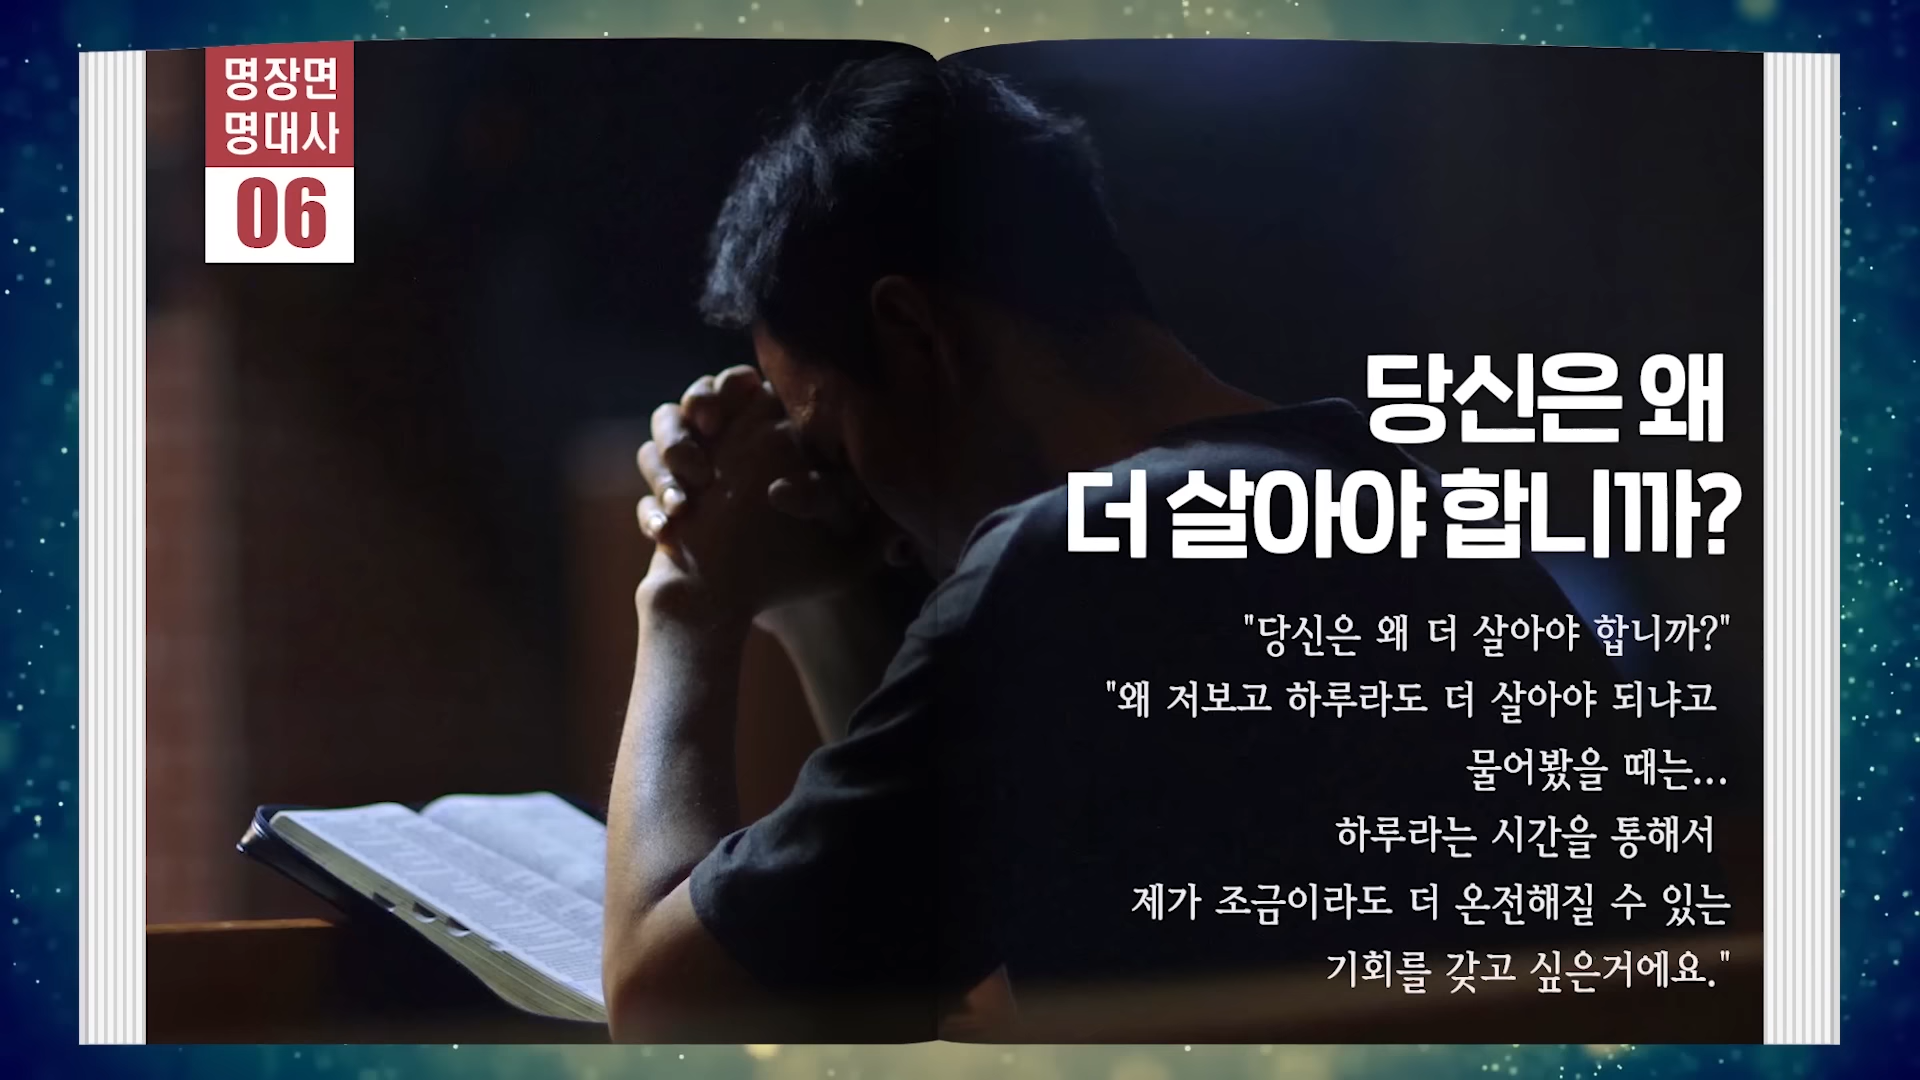 명장면
명대사
06
당신은 왜
더 살아야 합니까?
"당신은 왜 더 살아야 합니까?"
"왜 저보고 하루라도 더 살아야 되냐고
물어봤을 때는...
하루라는 시간을 통해서
제가 조금이라도 더 온전해질 수 있는
기회를 갖고 싶은거에요."